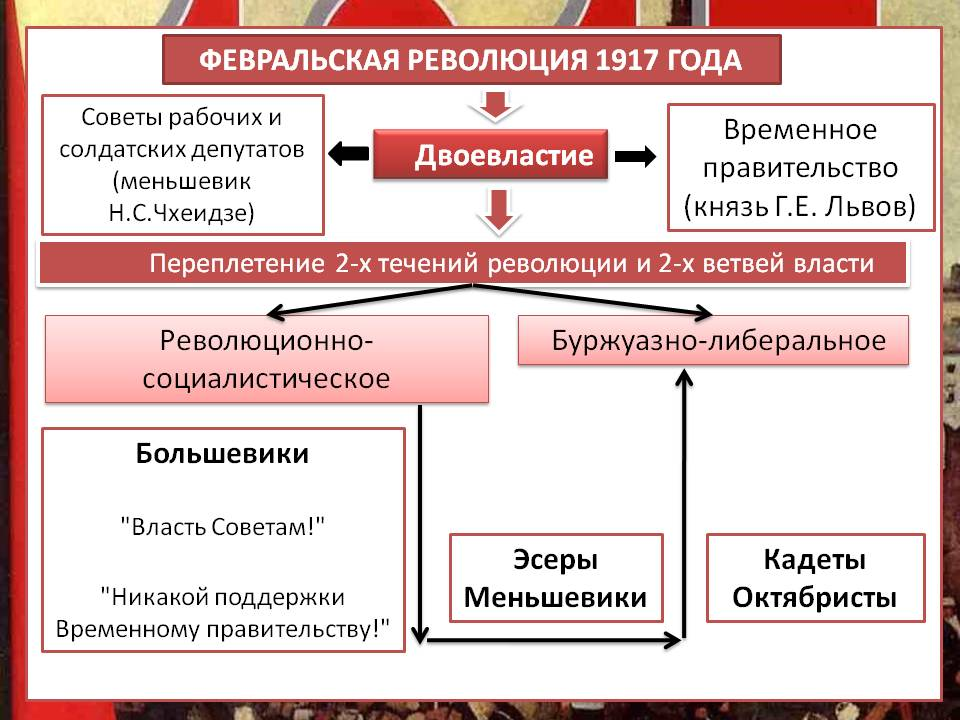 ФЕВРАЛЬСКАЯ РЕВОЛЮЦИЯ 1917 ГОДА
Советы рабочих и
солдатских депутатов
(меньшевик
Н.С.Чхеидзе)
Двоевластие
Временное
правительство
(князь Г.Е. Львов)
Переплетение 2-х течений революции и 2-х ветвей власти
Революционно-
социалистическое
Буржуазно-либеральное
Большевики
"Власть Советам!"
"Никакой поддержки
Временному правительству!"
Эсеры
Меньшевики
Кадеты
Октябристы